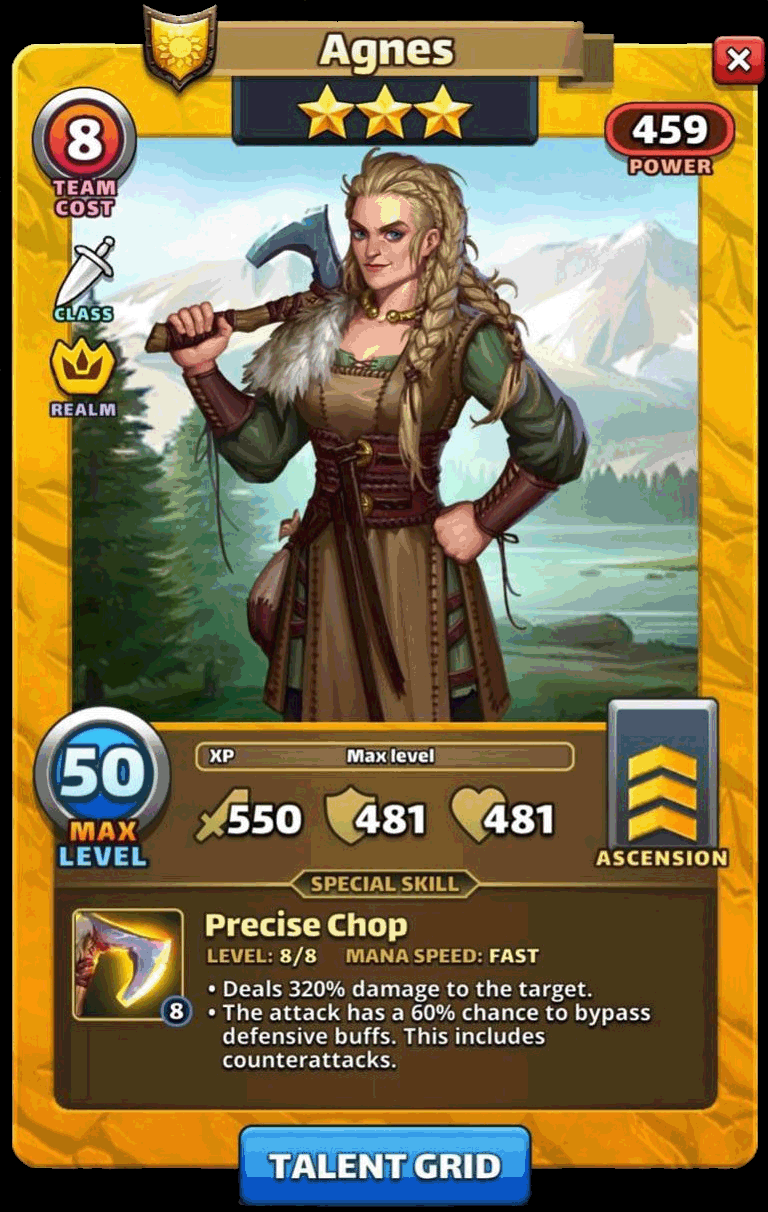 Agnes
8
TEAM
COST
459
POWER
CLASS
REALM
50
MAX
LEVEL
XP Max level
550 481 481
ASCENSION
SPECIAL SKILL
Precise Chop
LEVEL: 8/8 MANA SPEED: FAST
8
• Deals 320% damage to the target.
• The attack has a 60% chance to bypass
defensive buffs. This includes
counterattacks.
TALENT GRID